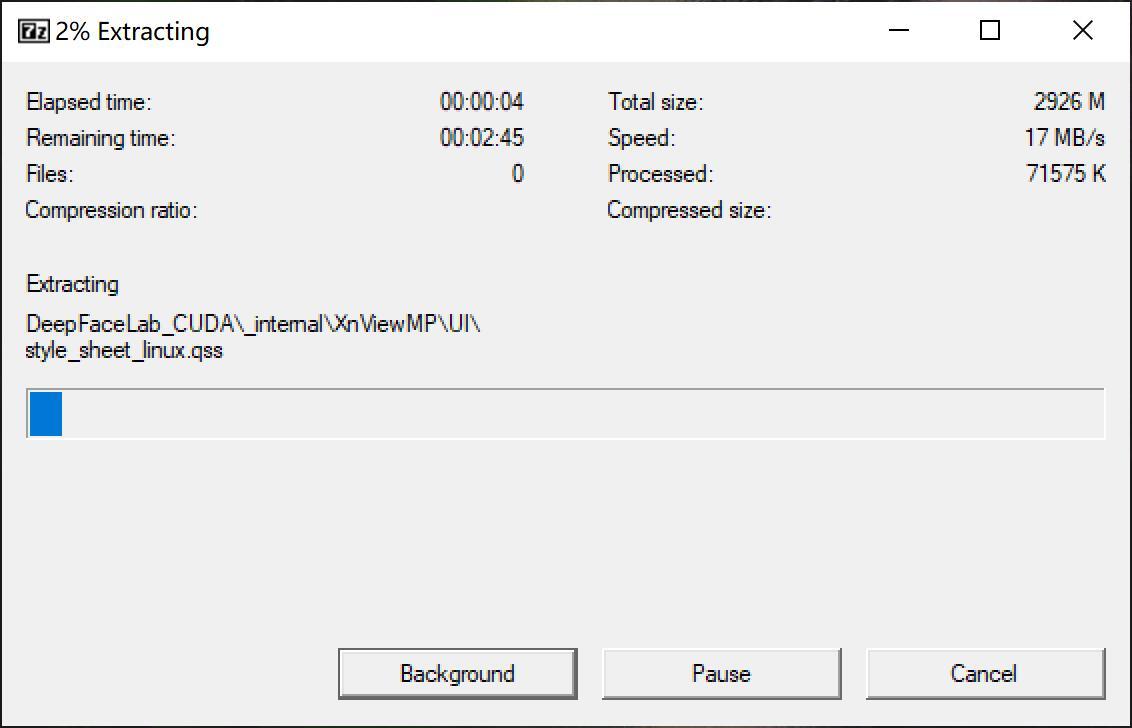 7z 2% Extracting
Elapsed time: 00:00:04 Total size: 2926 M
Remaining time: 00:02:45 Speed: 17 MB/s
Files: 0 Processed: 71575 K
Compression ratio: Compressed size:
Extracting
DeepFaceLab_CUDA\_internal\XnViewMP\UI\
style_sheet_linux.qss
Background Pause Cancel